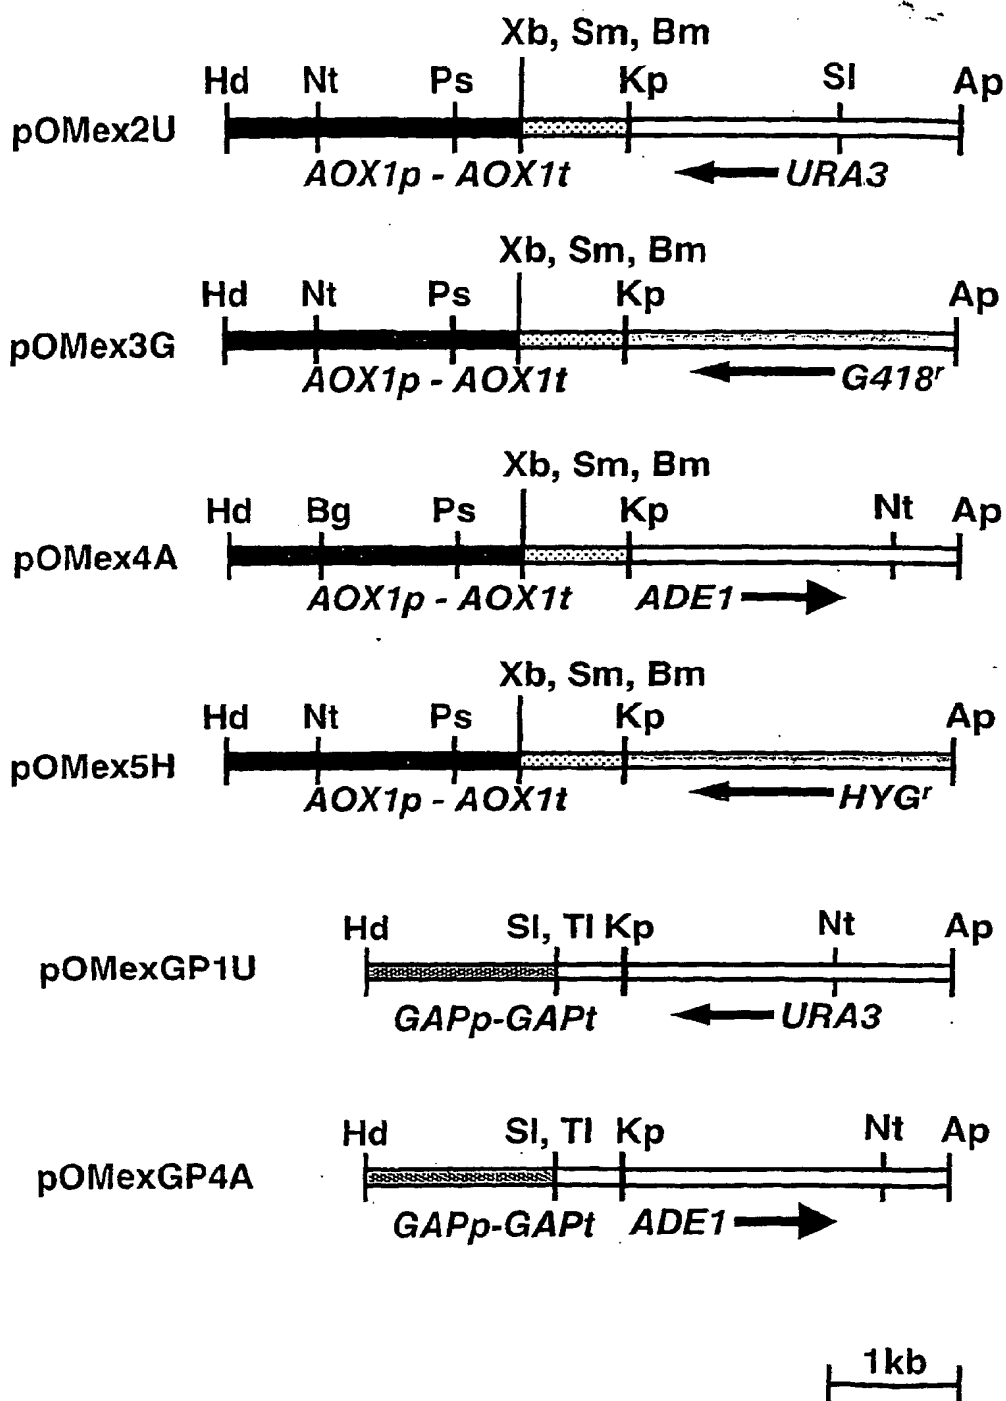 Xb, Sm, Bm
Hd Nt Ps Kp Sl Ap
pOMex2U
AOX1p - AOX1t URA3
Xb, Sm, Bm
Hd Nt Ps Kp Ap
pOMex3G
AOX1p - AOX1t G418r
Xb, Sm, Bm
Hd Bg Ps Kp Nt Ap
pOMex4A
AOX1p - AOX1t ADE1
Xb, Sm, Bm
Hd Nt Ps Kp Ap
pOMex5H
AOX1p - AOX1t HYGr
Hd Sl, Tl Kp Nt Ap
pOMexGP1U
GAPp-GAPt URA3
Hd Sl, Tl Kp Nt Ap
pOMexGP4A
GAPp-GAPt ADE1
1kb